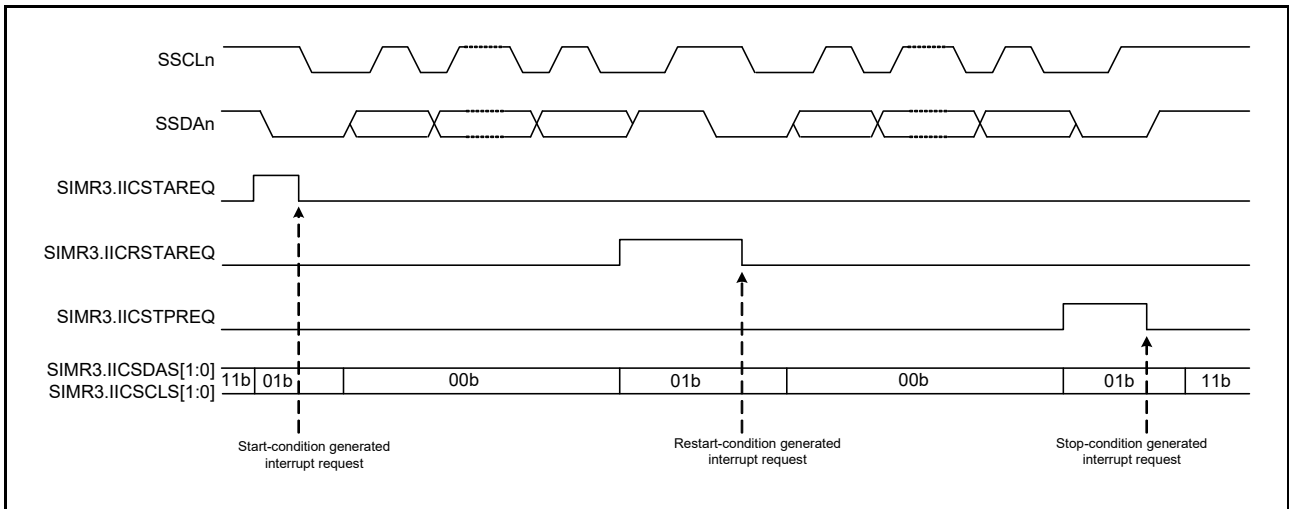 SSCLn
SSDAn
SIMR3.IICSTAREQ
SIMR3.IICRSTAREQ
SIMR3.IICSTPREQ
SIMR3.IICSDAS[1:0]
SIMR3.IICSCLS[1:0]
11b 01b 00b 01b 00b 01b 11b
Start-condition generated
interrupt request
Restart-condition generated
interrupt request
Stop-condition generated
interrupt request